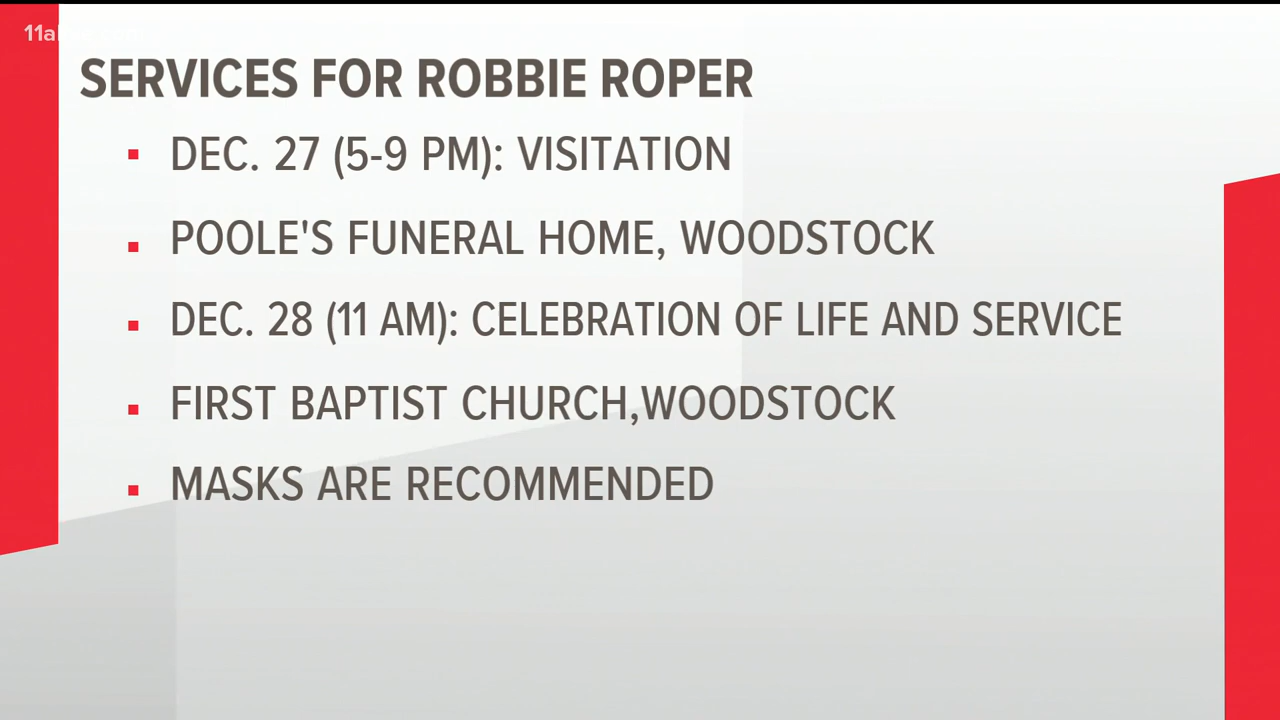 SERVICES FOR ROBBIE ROPER
DEC. 27 (5-9 PM): VISITATION
POOLE'S FUNERAL HOME, WOODSTOCK
DEC. 28 (11 AM): CELEBRATION OF LIFE AND SERVICE
FIRST BAPTIST CHURCH,WOODSTOCK
MASKS ARE RECOMMENDED